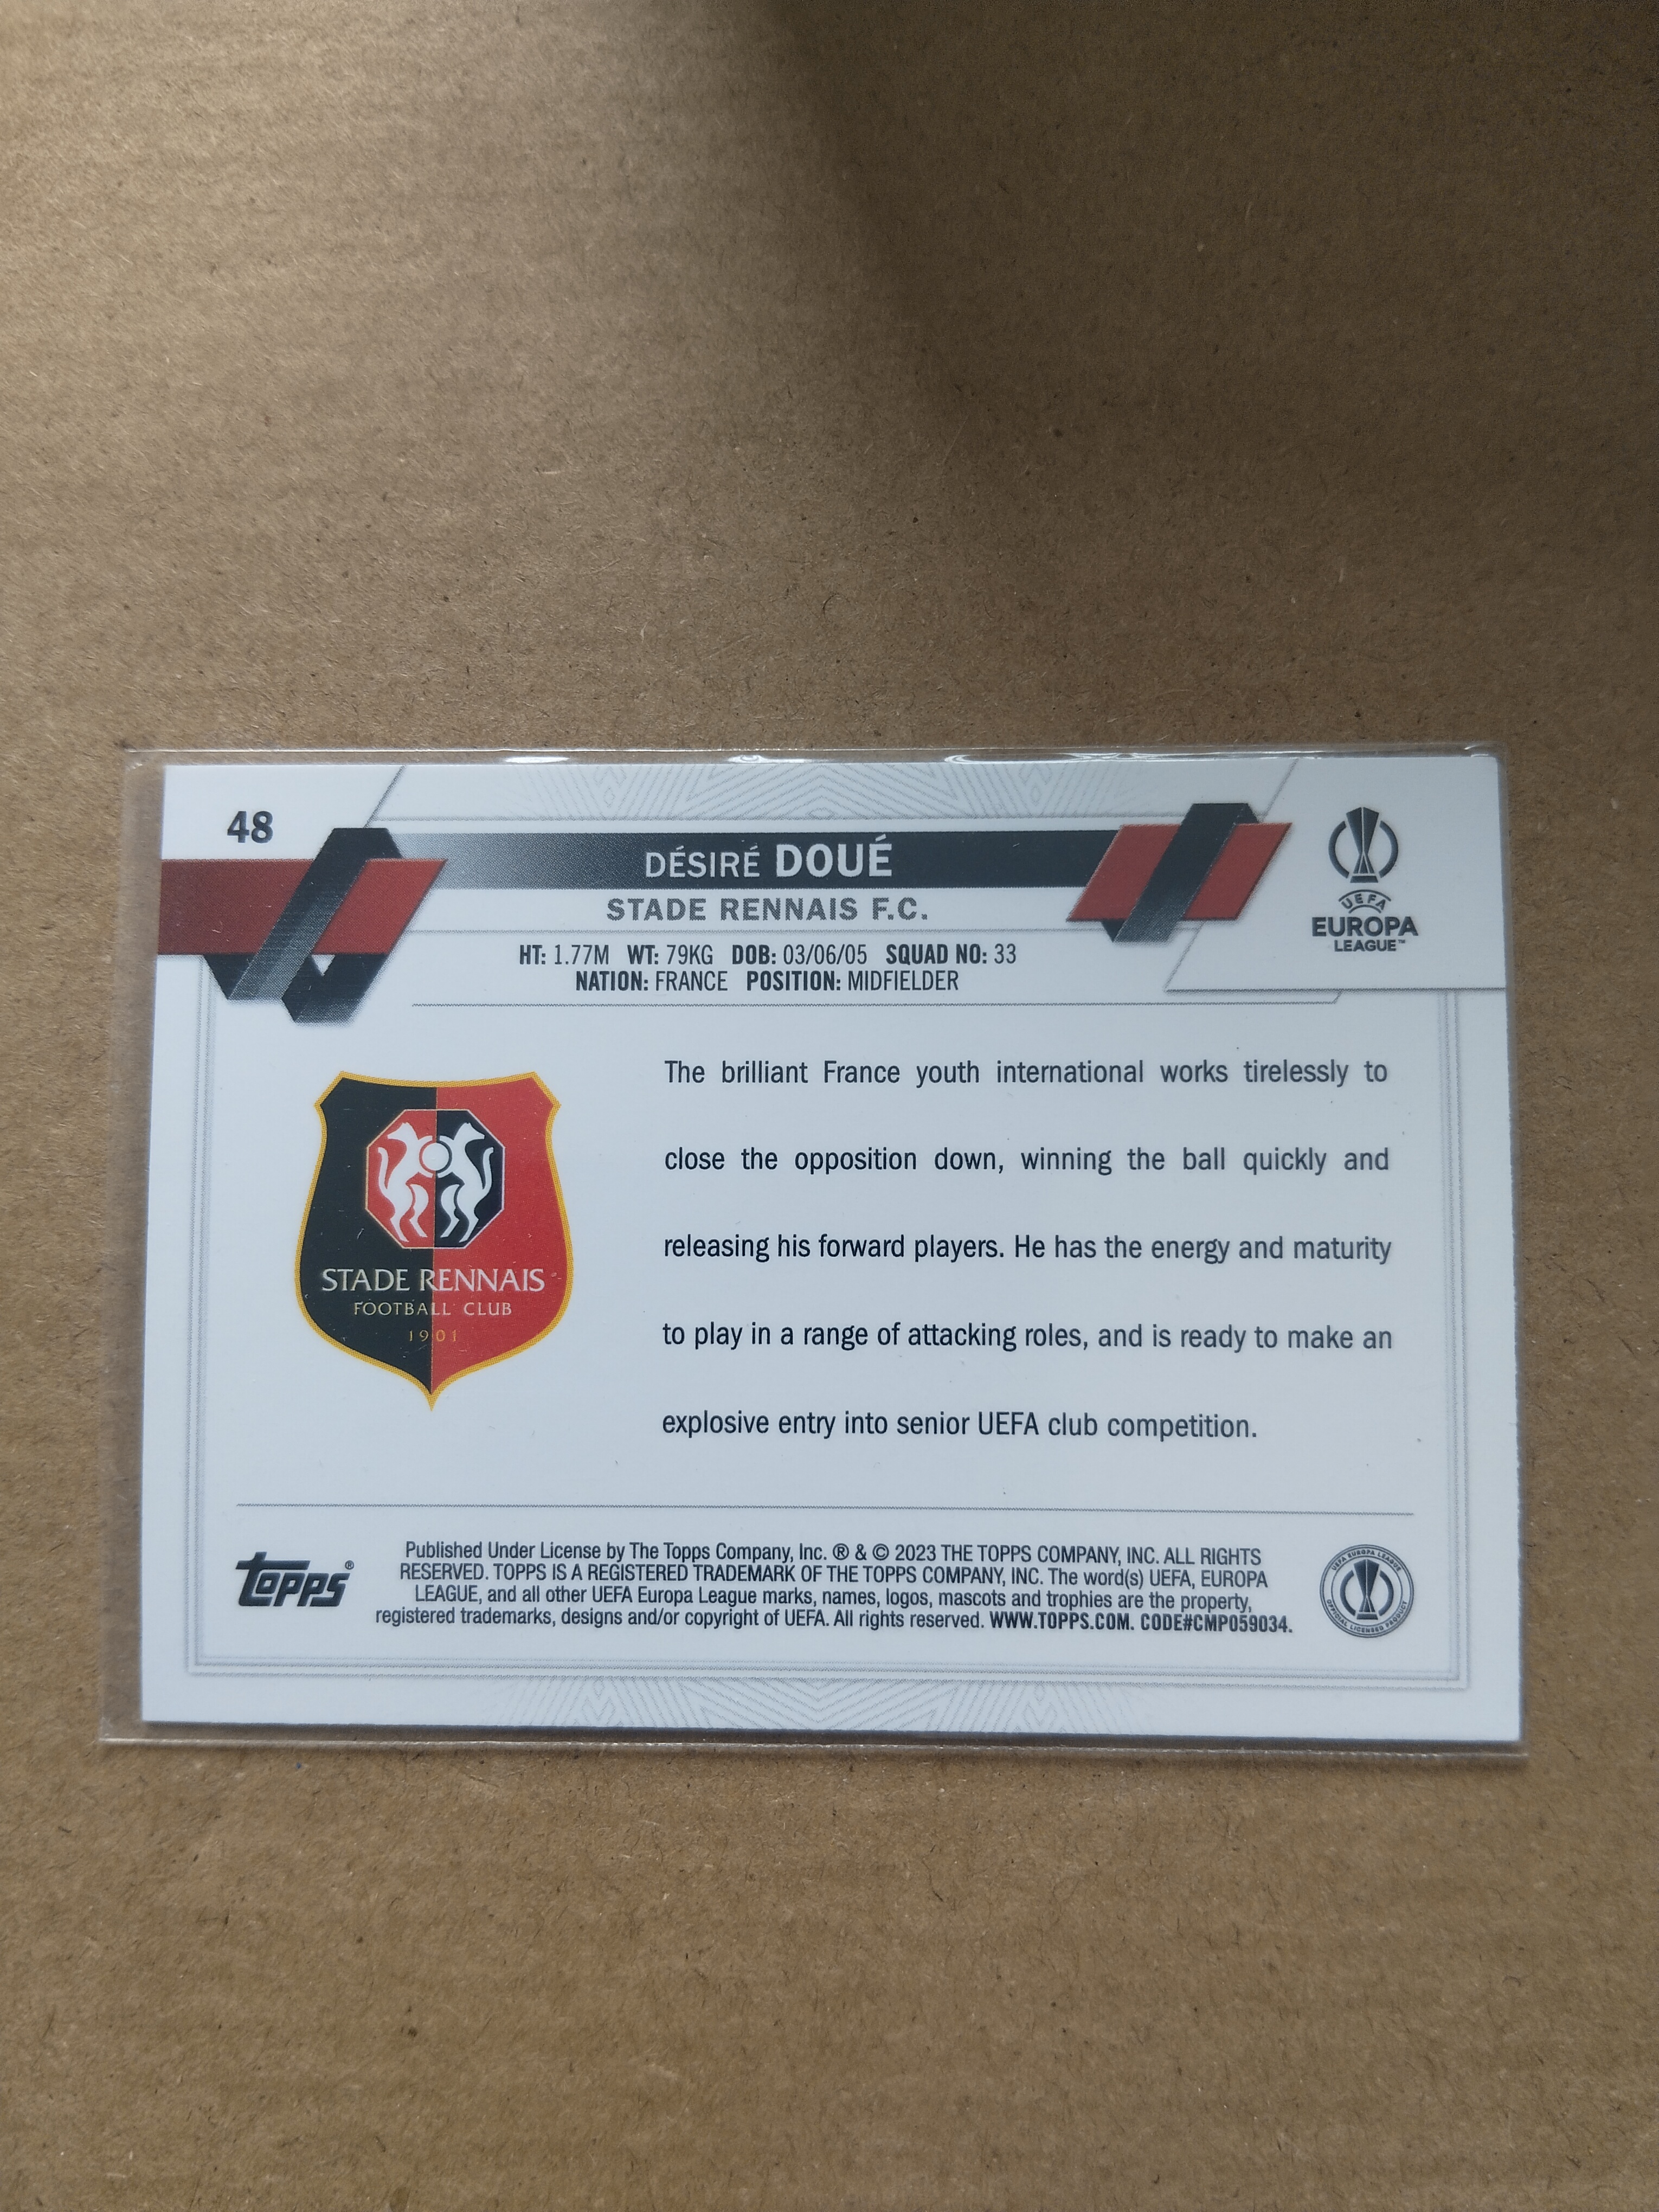 48
DÉSIRÉ DOUÉ
STADE RENNAIS F.C.
HT: 1.77M WT: 79KG DOB: 03/06/05 SQUAD NO: 33
NATION: FRANCE POSITION: MIDFIELDER
UEFA
EUROPA
LEAGUE™
STADE RENNAIS
FOOTBALL CLUB
1901
The brilliant France youth international works tirelessly to
close the opposition down, winning the ball quickly and
releasing his forward players. He has the energy and maturity
to play in a range of attacking roles, and is ready to make an
explosive entry into senior UEFA club competition.
Topps®
Published Under License by The Topps Company, Inc. ® & © 2023 THE TOPPS COMPANY, INC. ALL RIGHTS
RESERVED. TOPPS IS A REGISTERED TRADEMARK OF THE TOPPS COMPANY, INC. The word(s) UEFA, EUROPA
LEAGUE, and all other UEFA Europa League marks, names, logos, mascots and trophies are the property,
registered trademarks, designs and/or copyright of UEFA. All rights reserved. WWW.TOPPS.COM. CODE#CMP059034.
UEFA EUROPA LEAGUE
OFFICIAL LICENSED PRODUCT